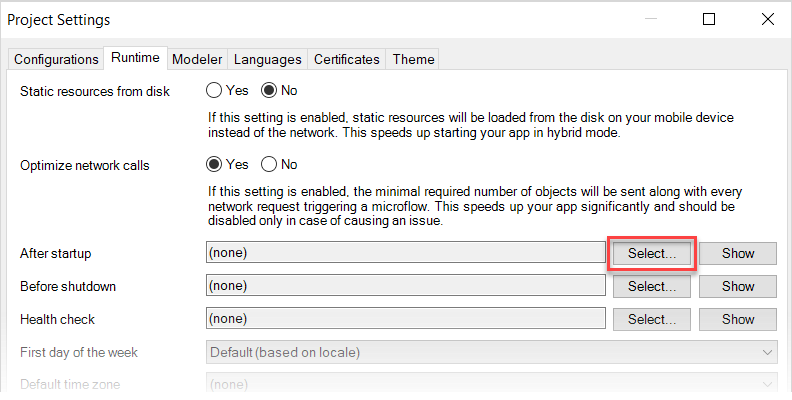 Project Settings
Configurations Runtime Modeler Languages Certificates Theme
Static resources from disk Yes No
If this setting is enabled, static resources will be loaded from the disk on your mobile device
instead of the network. This speeds up starting your app in hybrid mode.
Optimize network calls Yes No
If this setting is enabled, the minimal required number of objects will be sent along with every
network request triggering a microflow. This speeds up your app significantly and should be
disabled only in case of causing an issue.
After startup (none) Select... Show
Before shutdown (none) Select... Show
Health check (none) Select... Show
First day of the week Default (based on locale)
Default time zone (none)